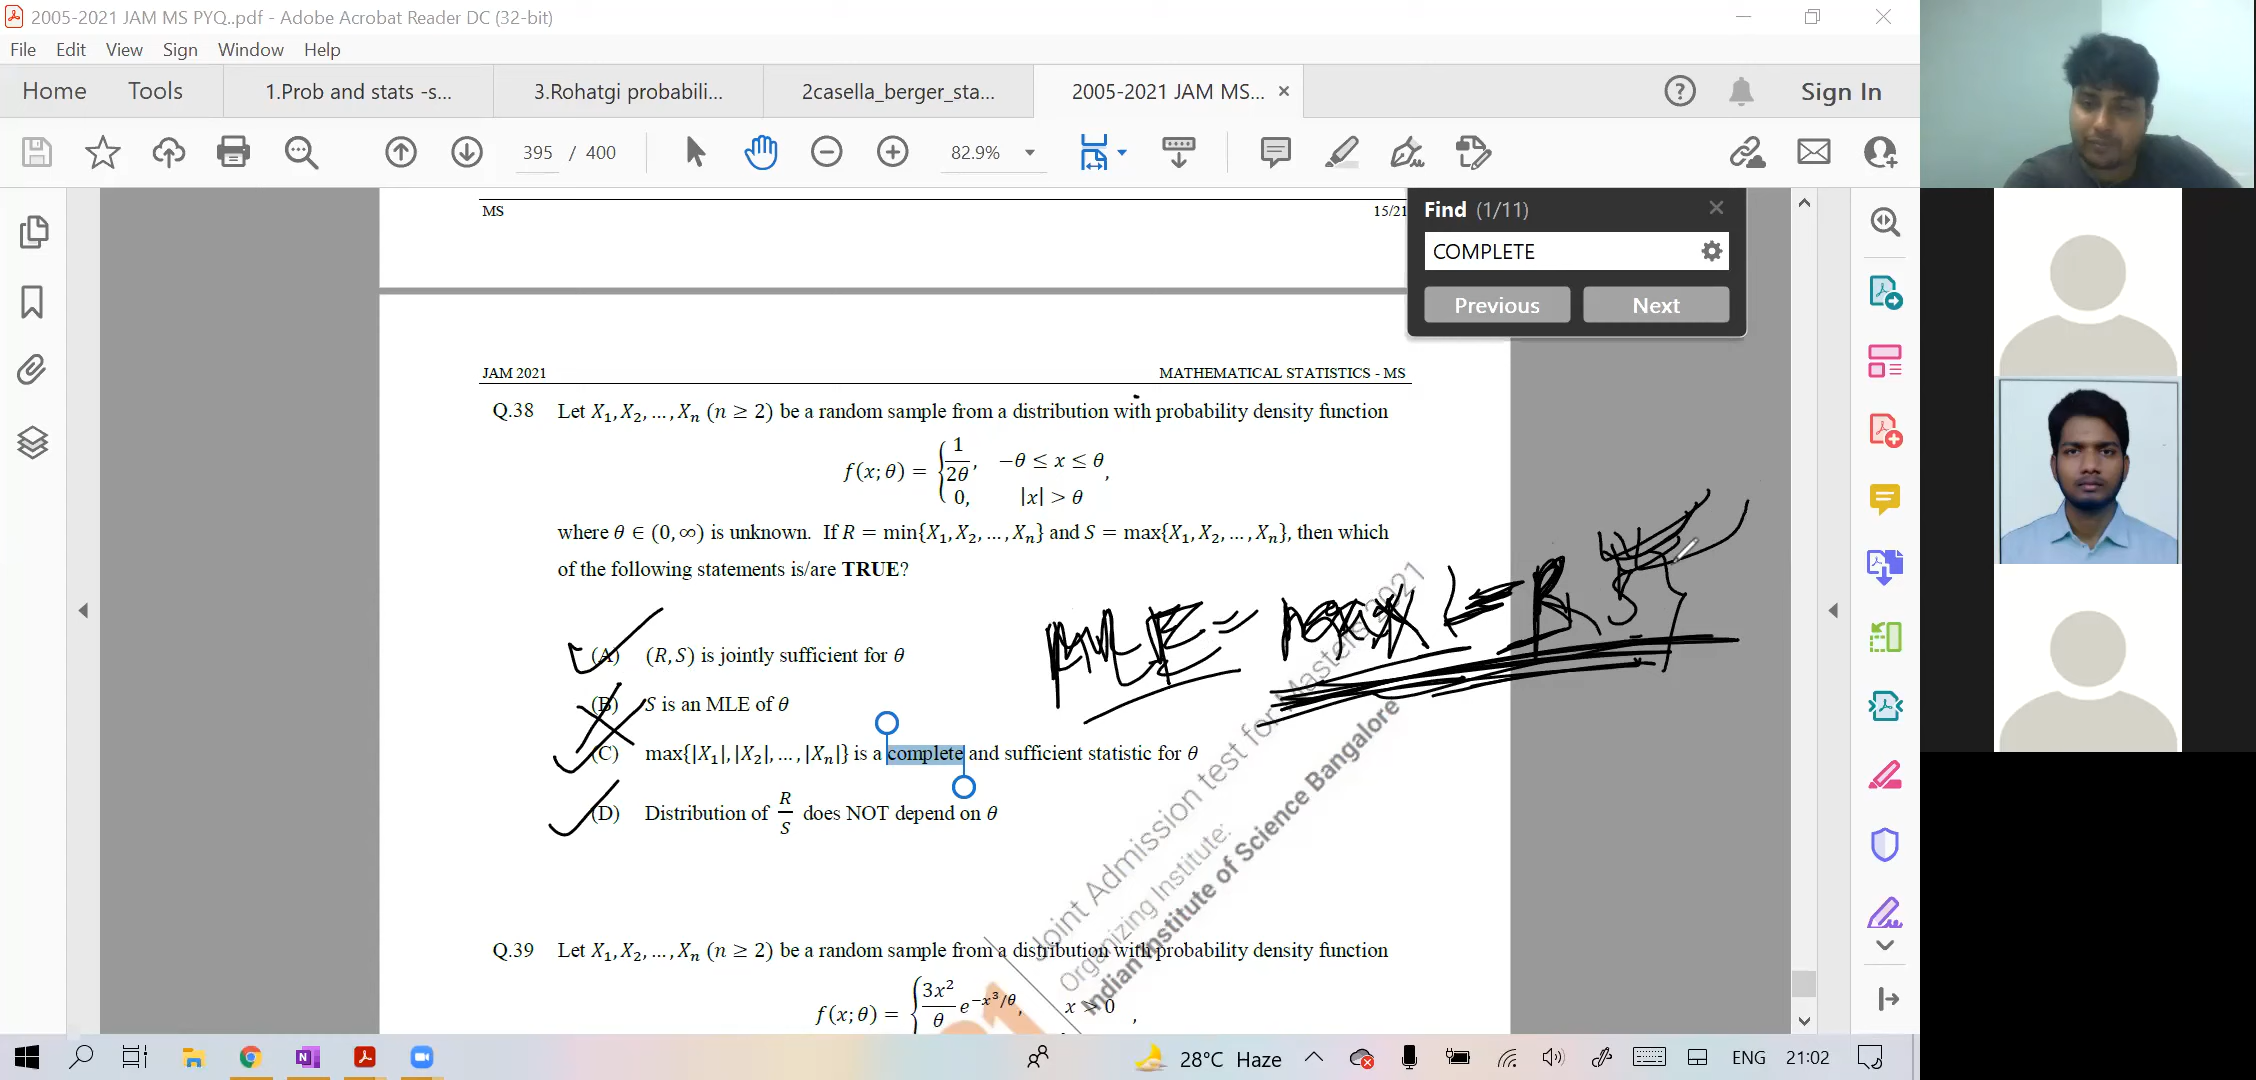 2005-2021 JAM MS PYQ..pdf - Adobe Acrobat Reader DC (32-bit)
File Edit View Sign Window Help
Home Tools 1.Prob and stats -s... 3.Rohatgi probabili... 2casella_berger_sta... 2005-2021 JAM MS... × Sign In
395 / 400 82.9%
MS 15/21
Find (1/11)
COMPLETE
Previous Next
JAM 2021 MATHEMATICAL STATISTICS - MS
Q.38 Let X₁, X₂, ..., Xₙ (n ≥ 2) be a random sample from a distribution with probability density function
f(x; θ) = { 1/2θ, −θ ≤ x ≤ θ,
0, |x| > θ
where θ ∈ (0, ∞) is unknown. If R = min{X₁, X₂, ..., Xₙ} and S = max{X₁, X₂, ..., Xₙ}, then which
of the following statements is/are TRUE?
MLE = max {-R, S}
(A) (R, S) is jointly sufficient for θ
(B) S is an MLE of θ
(C) max{|X₁|, |X₂|, ..., |Xₙ|} is a complete and sufficient statistic for θ
(D) Distribution of R/S does NOT depend on θ
Joint Admission test for Masters 2021
Organizing Institute:
Indian Institute of Science Bangalore
Q.39 Let X₁, X₂, ..., Xₙ (n ≥ 2) be a random sample from a distribution with probability density function
f(x; θ) = { 3x²/θ e^(−x³/θ), x > 0,
28°C Haze ENG 21:02